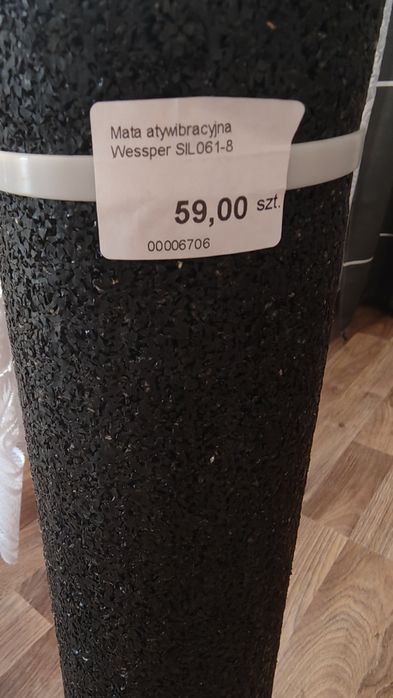 Mata atywibracyjna
Wessper SIL061-8
59,00 szt.
00006706